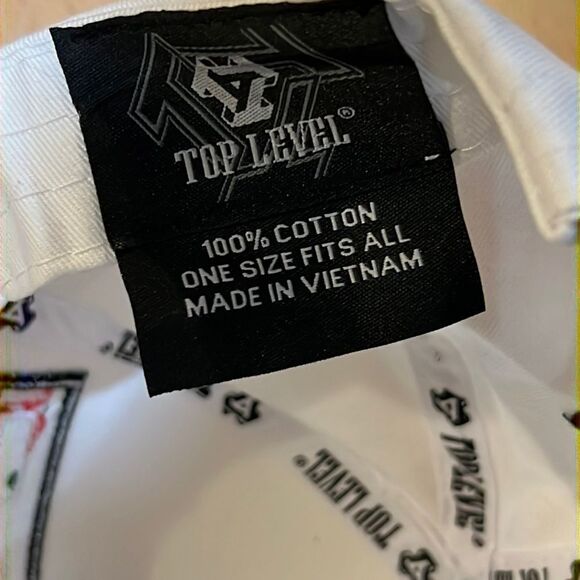 TOP LEVEL®
100% COTTON
ONE SIZE FITS ALL
MADE IN VIETNAM
TOP LEVEL®
TOP LEVEL®